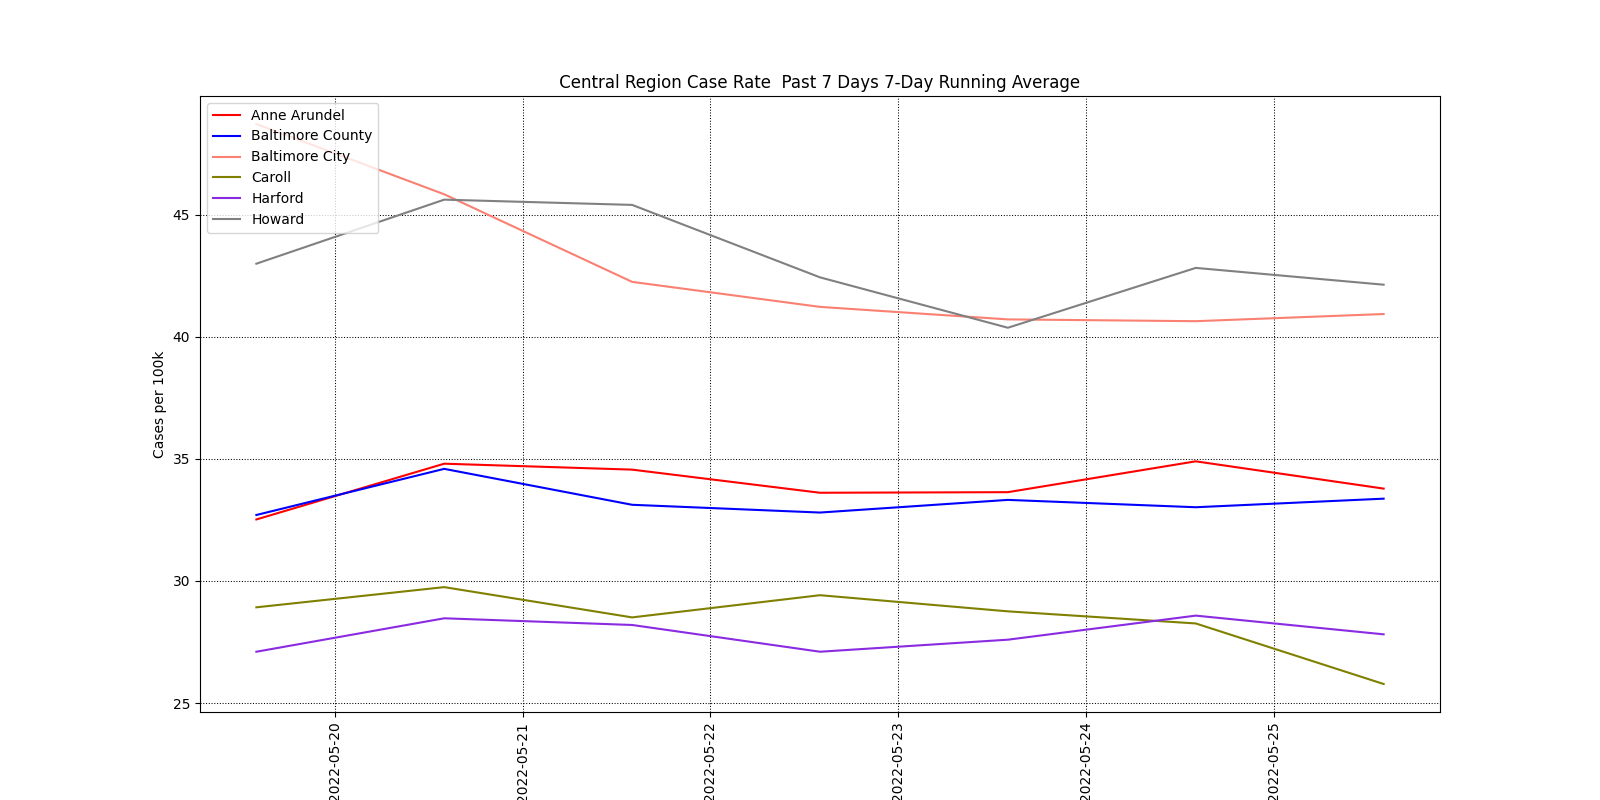 Central Region Case Rate  Past 7 Days 7-Day Running Average
Anne Arundel
Baltimore County
Baltimore City
Caroll
Harford
Howard
Cases per 100k
45
40
35
30
25
2022-05-20
2022-05-21
2022-05-22
2022-05-23
2022-05-24
2022-05-25